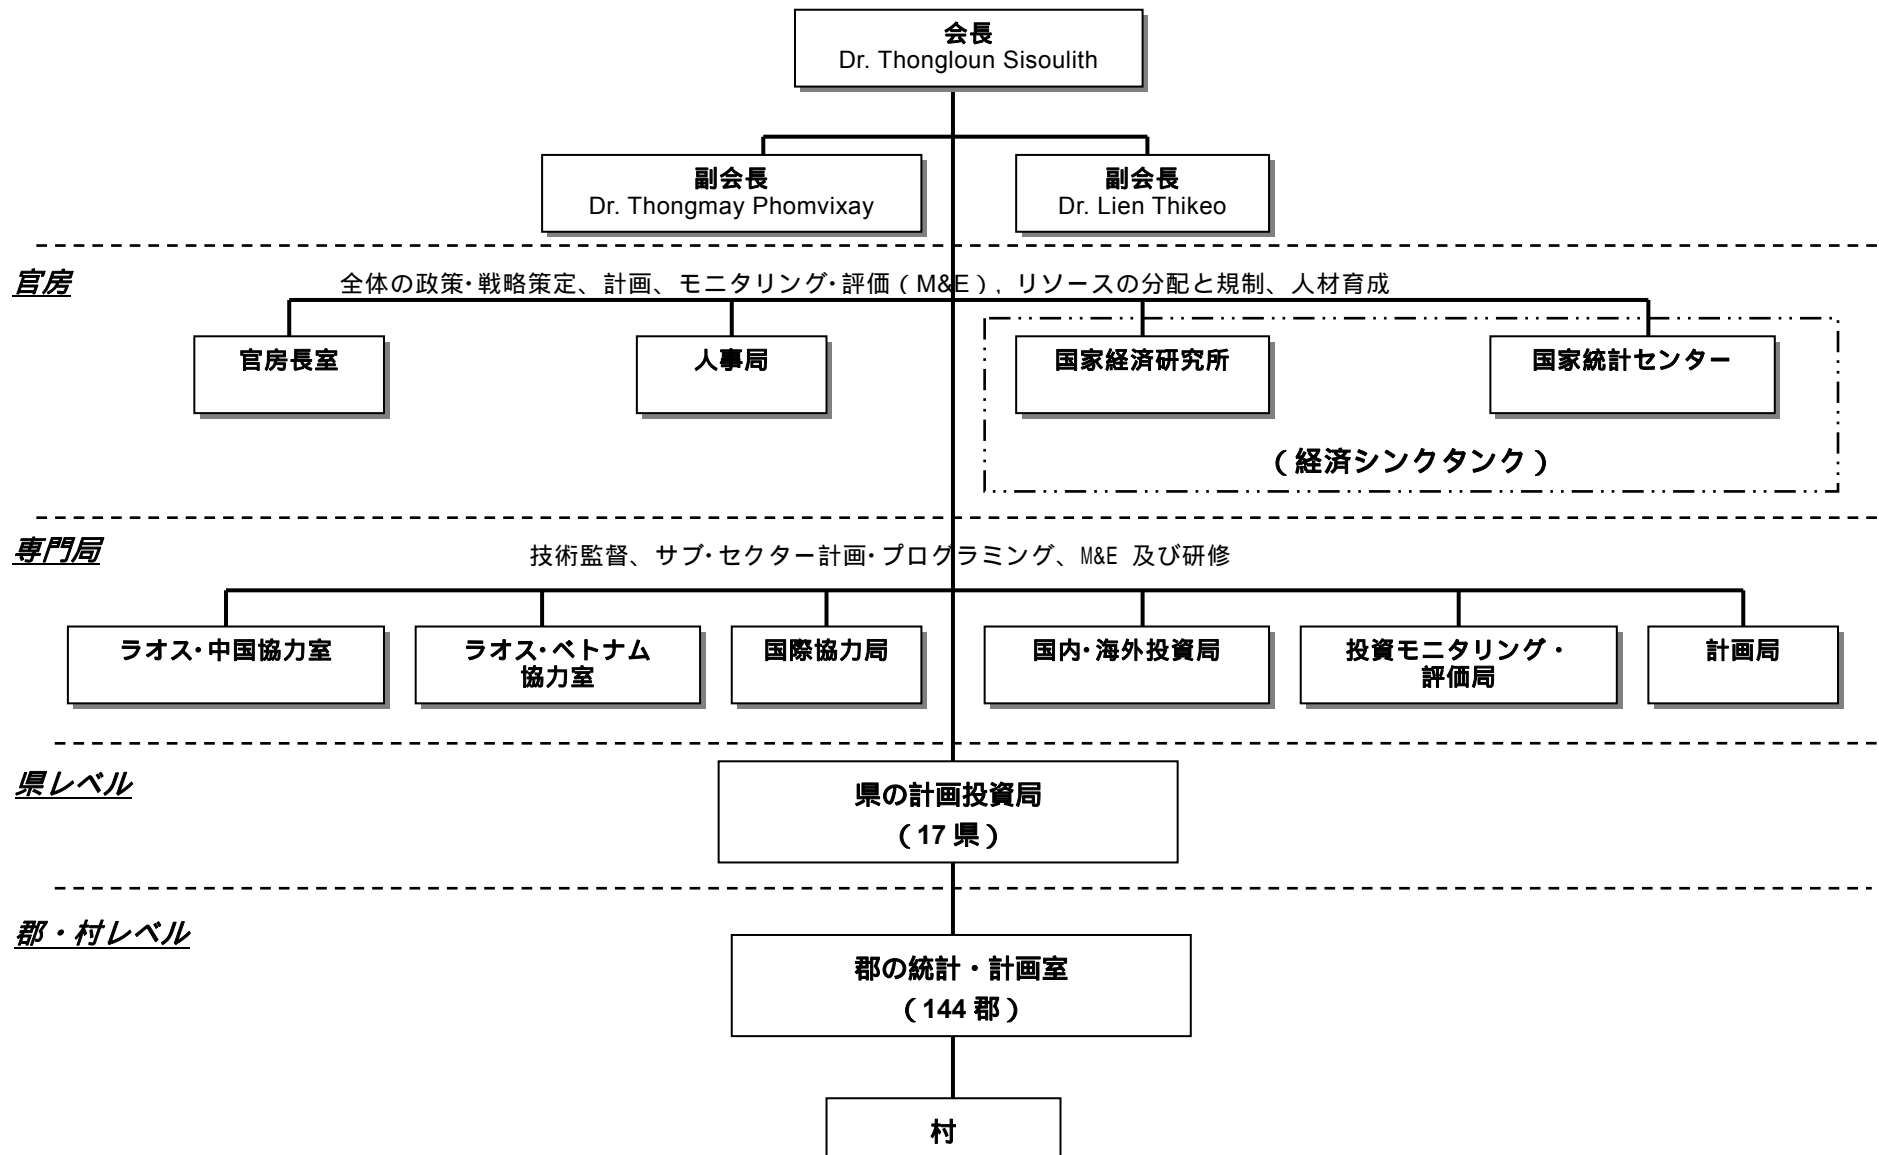 会長
Dr. Thongloun Sisoulith
副会長
Dr. Thongmay Phomvixay
副会長
Dr. Lien Thikeo
官房
全体の政策・戦略策定、計画、モニタリング・評価（M&E）, リソースの分配と規制、人材育成
官房長室
人事局
国家経済研究所
国家統計センター
（経済シンクタンク）
専門局
技術監督、サブ・セクター計画・プログラミング、M&E 及び研修
ラオス・中国協力室
ラオス・ベトナム
協力室
国際協力局
国内・海外投資局
投資モニタリング・
評価局
計画局
県レベル
県の計画投資局
（17 県）
郡・村レベル
郡の統計・計画室
（144 郡）
村